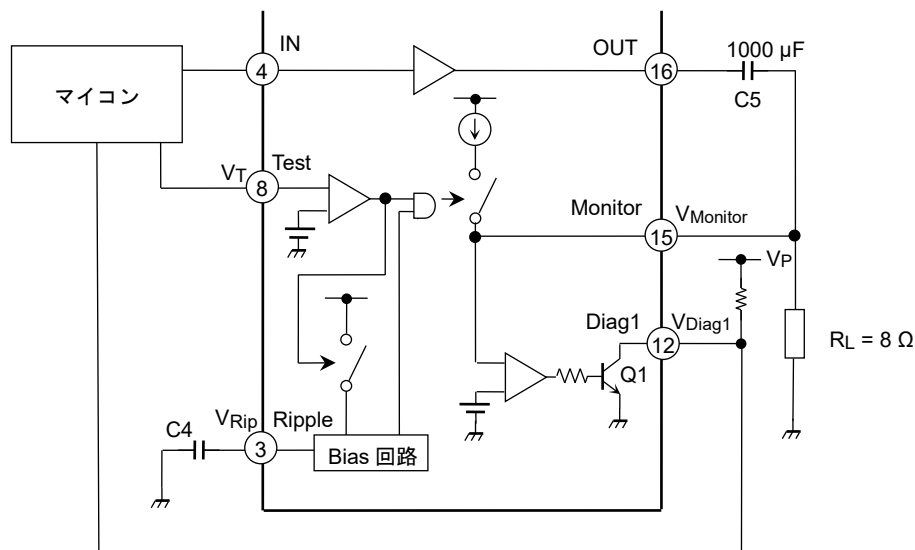 IN
4
OUT
16
1000 µF
C5
マイコン
VT
Test
8
Monitor
VMonitor
15
VP
Diag1
VDiag1
12
RL = 8 Ω
Q1
C4
VRip
Ripple
3
Bias 回路